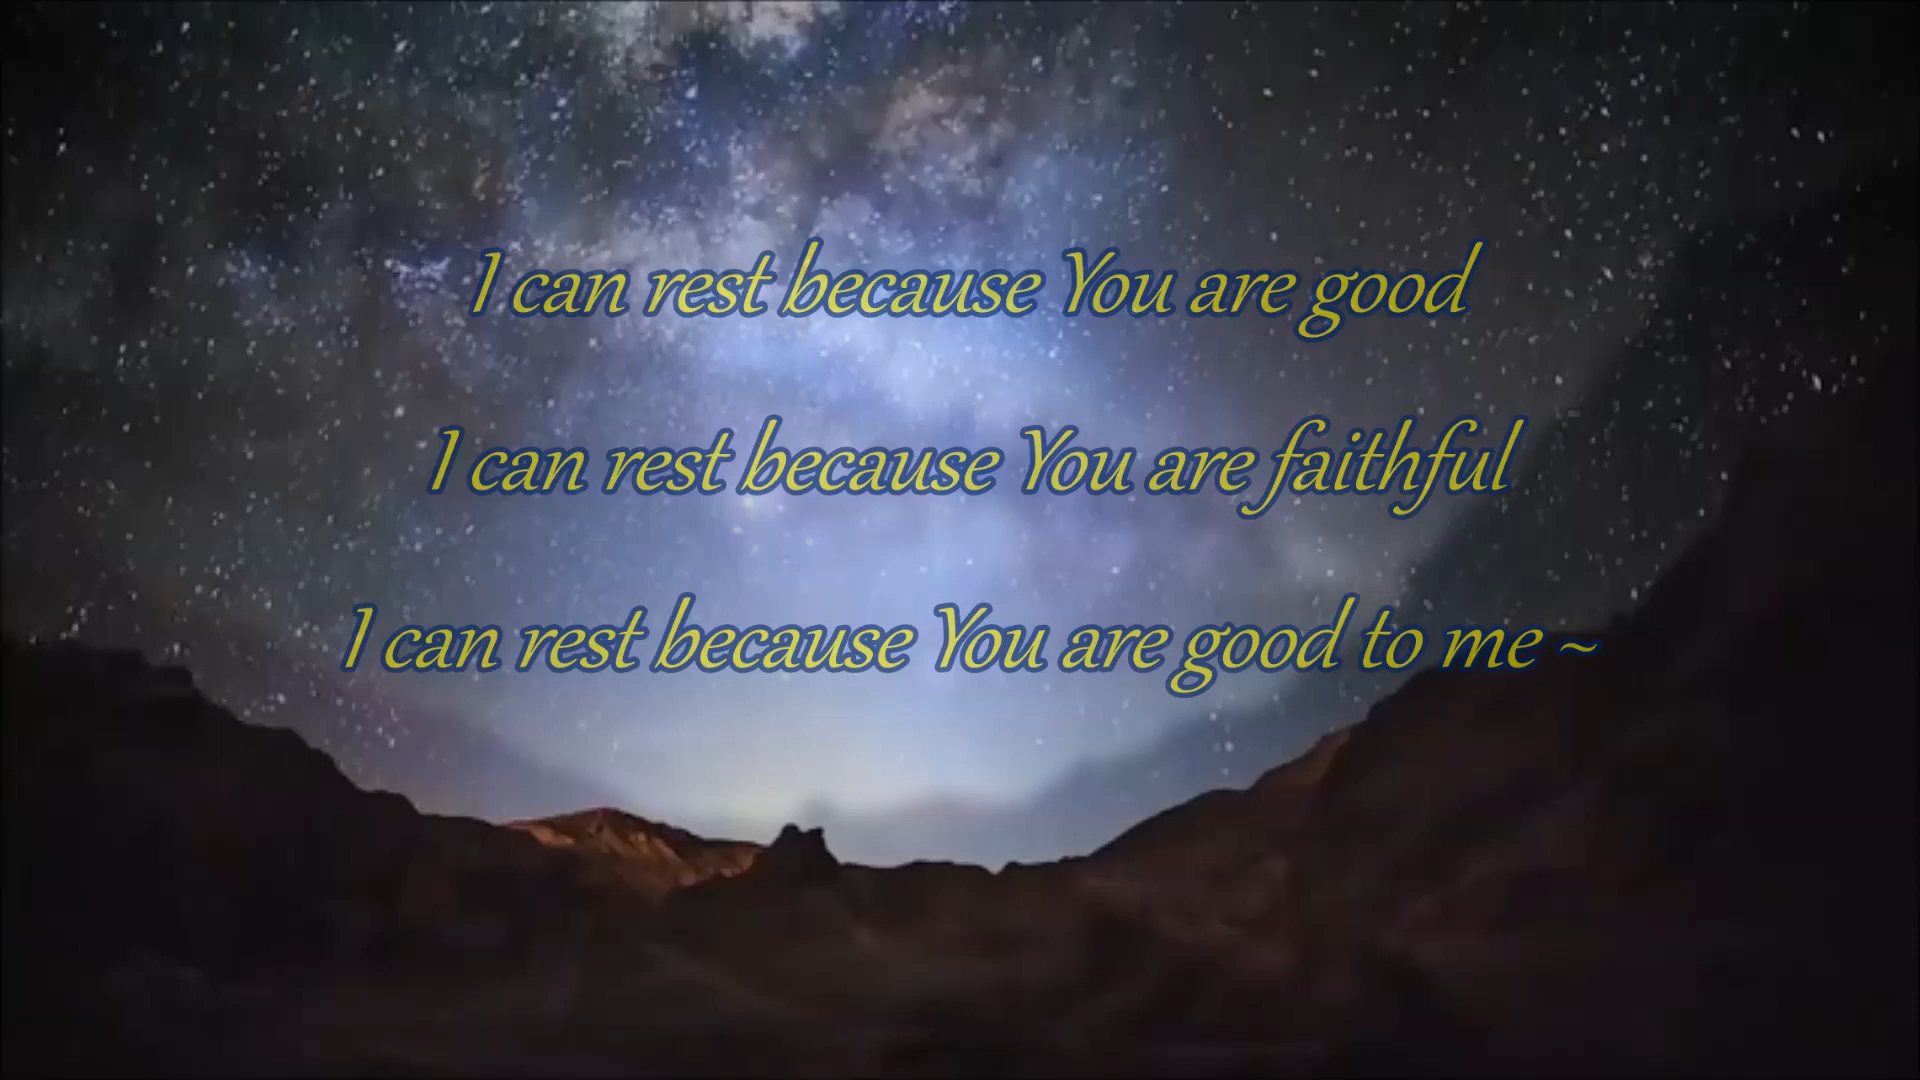 I can rest because You are good
I can rest because You are faithful
I can rest because You are good to me ~